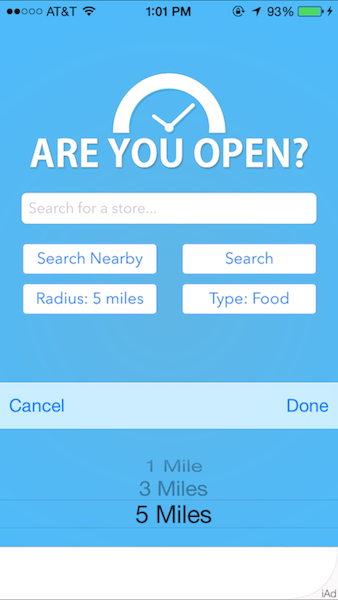 AT&T 1:01 PM 93%
ARE YOU OPEN?
Search for a store...
Search Nearby Search
Radius: 5 miles Type: Food
Cancel Done
1 Mile
3 Miles
5 Miles
iAd